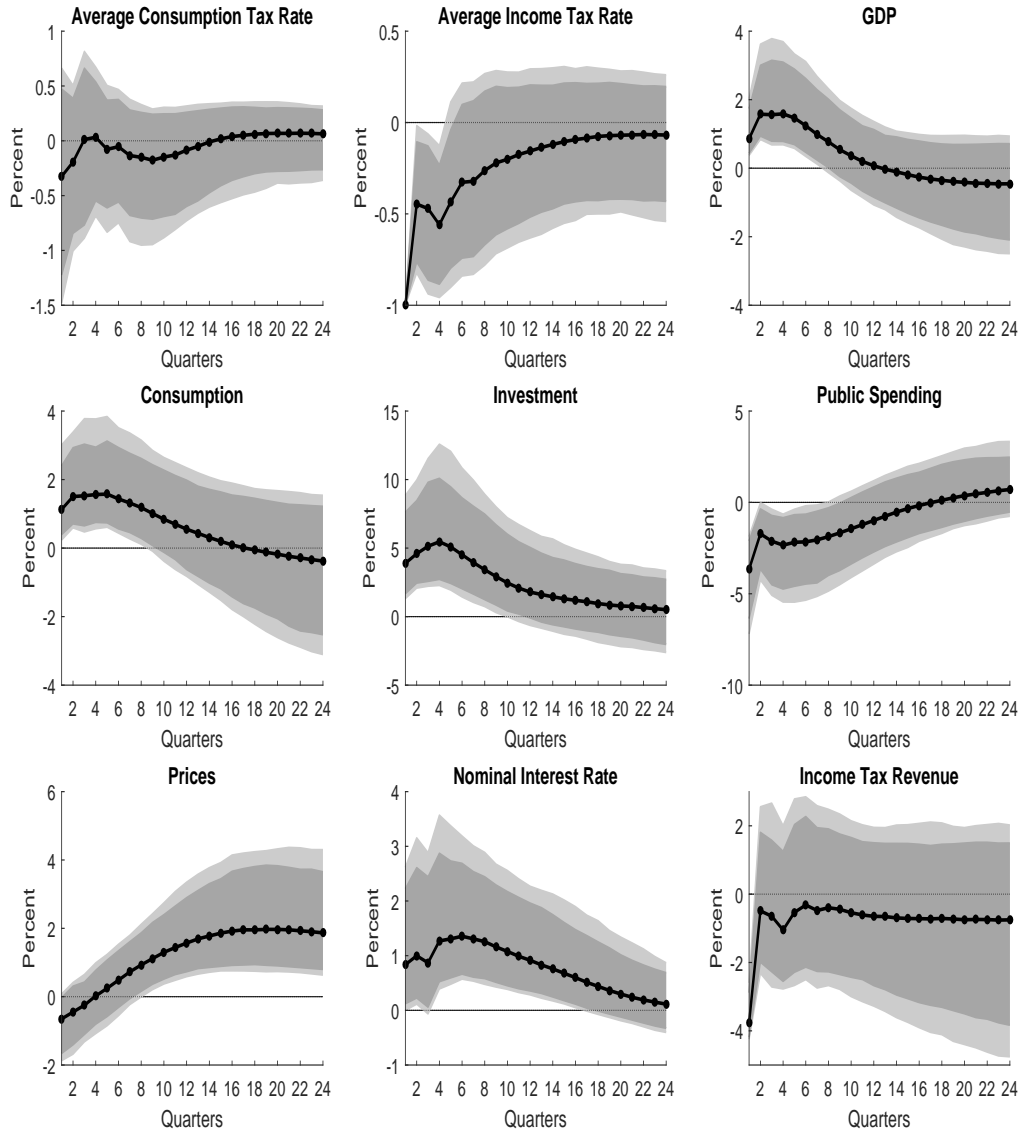 Average Consumption Tax Rate
1
0.5
0
-0.5
-1
-1.5
Percent
2 4 6 8 10 12 14 16 18 20 22 24
Quarters
Average Income Tax Rate
0.5
0
-0.5
-1
Percent
2 4 6 8 10 12 14 16 18 20 22 24
Quarters
GDP
4
2
0
-2
-4
Percent
2 4 6 8 10 12 14 16 18 20 22 24
Quarters
Consumption
4
2
0
-2
-4
Percent
2 4 6 8 10 12 14 16 18 20 22 24
Quarters
Investment
15
10
5
0
-5
Percent
2 4 6 8 10 12 14 16 18 20 22 24
Quarters
Public Spending
5
0
-5
-10
Percent
2 4 6 8 10 12 14 16 18 20 22 24
Quarters
Prices
6
4
2
0
-2
Percent
2 4 6 8 10 12 14 16 18 20 22 24
Quarters
Nominal Interest Rate
4
3
2
1
0
-1
Percent
2 4 6 8 10 12 14 16 18 20 22 24
Quarters
Income Tax Revenue
2
0
-2
-4
Percent
2 4 6 8 10 12 14 16 18 20 22 24
Quarters